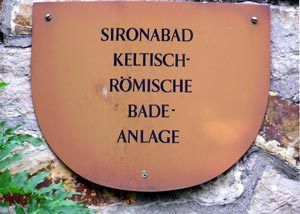 SIRONABAD
KELTISCH-
RÖMISCHE
BADE-
ANLAGE